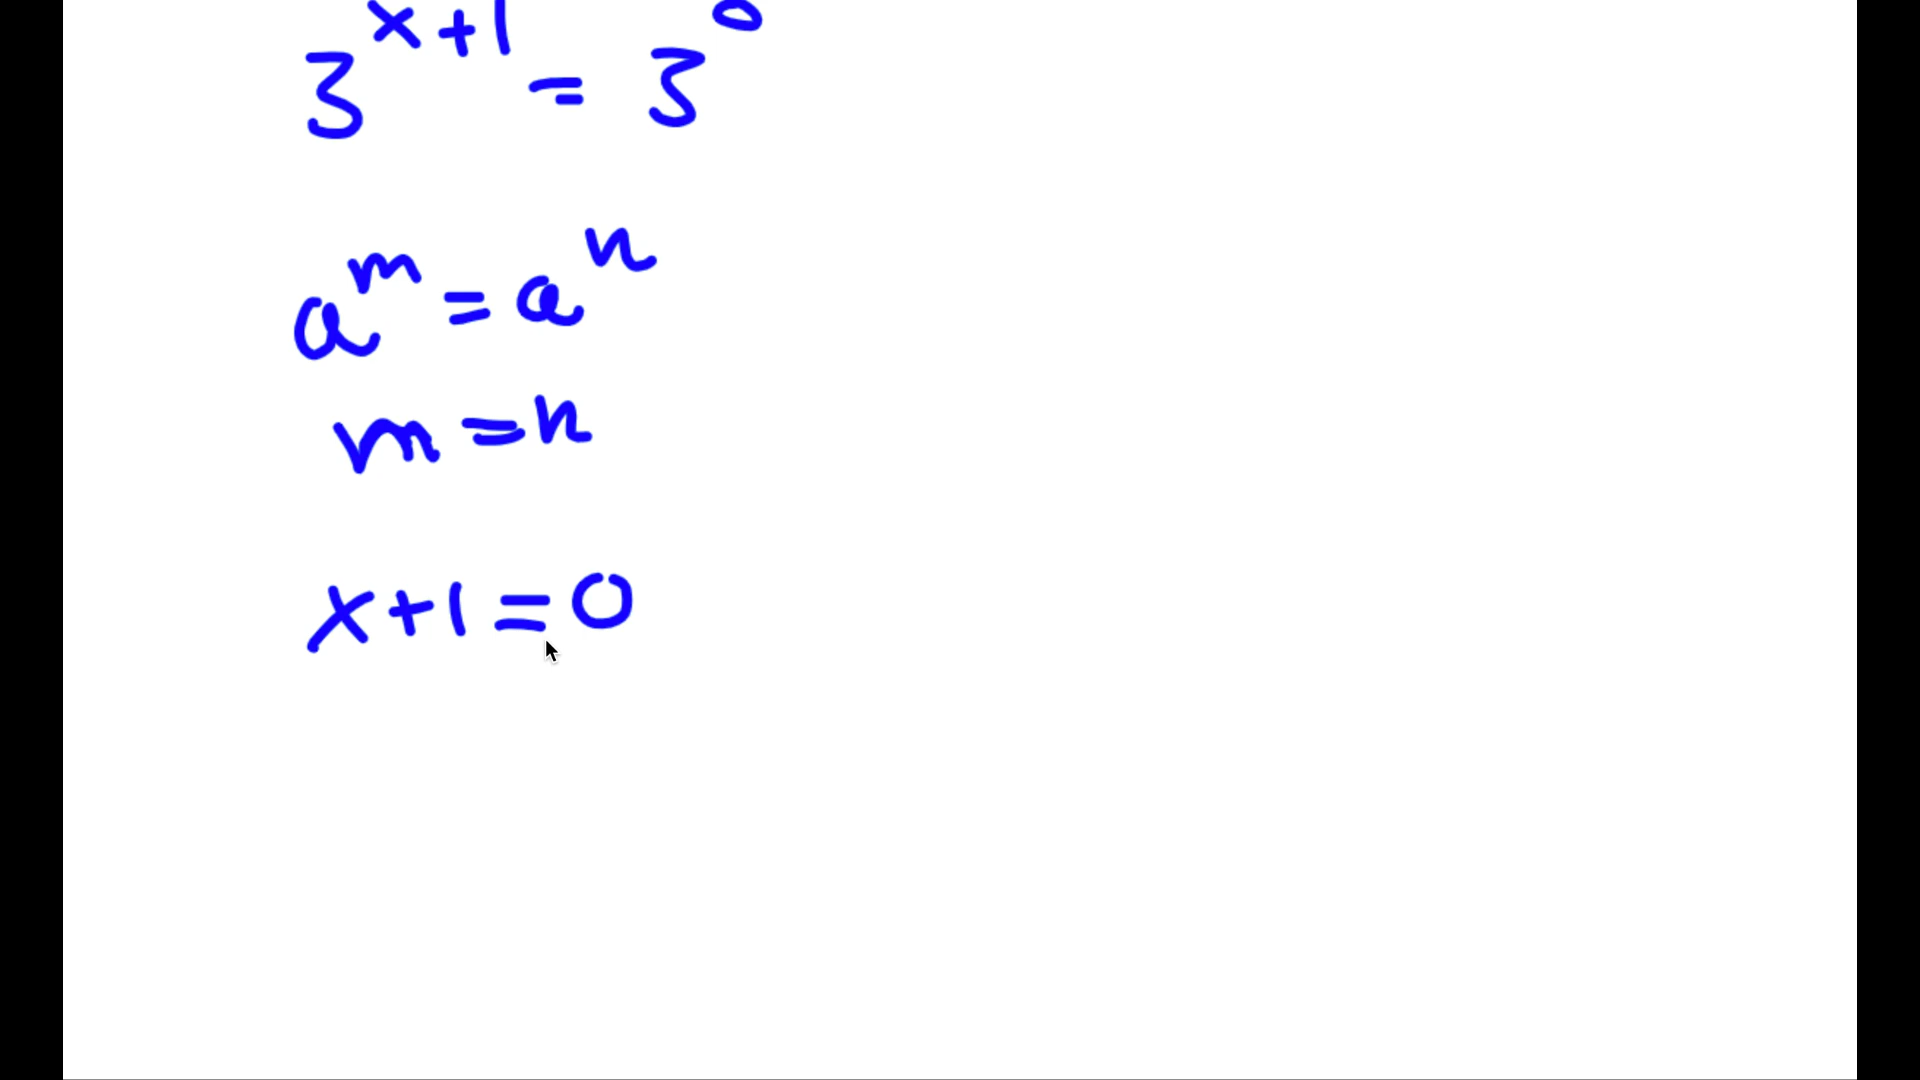 3^{x+1} = 3^0
a^m = a^n
m = n
x+1=0